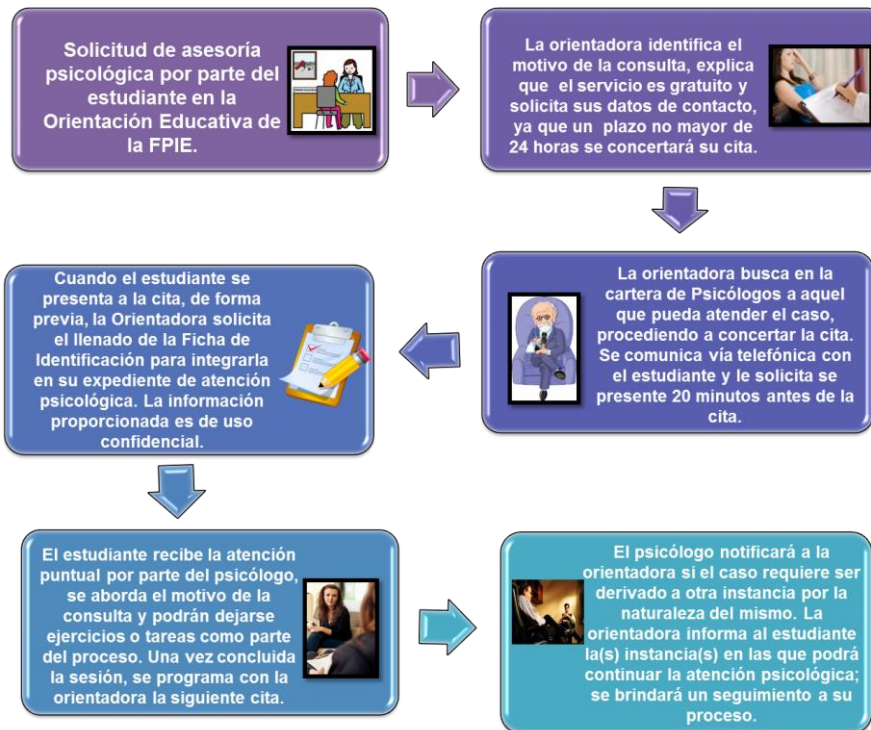 Solicitud de asesoría
psicológica por parte del
estudiante en la
Orientación Educativa de
la FPIE.
La orientadora identifica el
motivo de la consulta, explica
que el servicio es gratuito y
solicita sus datos de contacto,
ya que un plazo no mayor de
24 horas se concertará su cita.
La orientadora busca en la
cartera de Psicólogos a aquel
que pueda atender el caso,
procediendo a concertar la cita.
Se comunica vía telefónica con
el estudiante y le solicita se
presente 20 minutos antes de la
cita.
Cuando el estudiante se
presenta a la cita, de forma
previa, la Orientadora solicita
el llenado de la Ficha de
Identificación para integrarla
en su expediente de atención
psicológica. La información
proporcionada es de uso
confidencial.
El estudiante recibe la atención
puntual por parte del psicólogo,
se aborda el motivo de la
consulta y podrán dejarse
ejercicios o tareas como parte
del proceso. Una vez concluida
la sesión, se programa con la
orientadora la siguiente cita.
El psicólogo notificará a la
orientadora si el caso requiere ser
derivado a otra instancia por la
naturaleza del mismo. La
orientadora informa al estudiante
la(s) instancia(s) en las que podrá
continuar la atención psicológica;
se brindará un seguimiento a su
proceso.